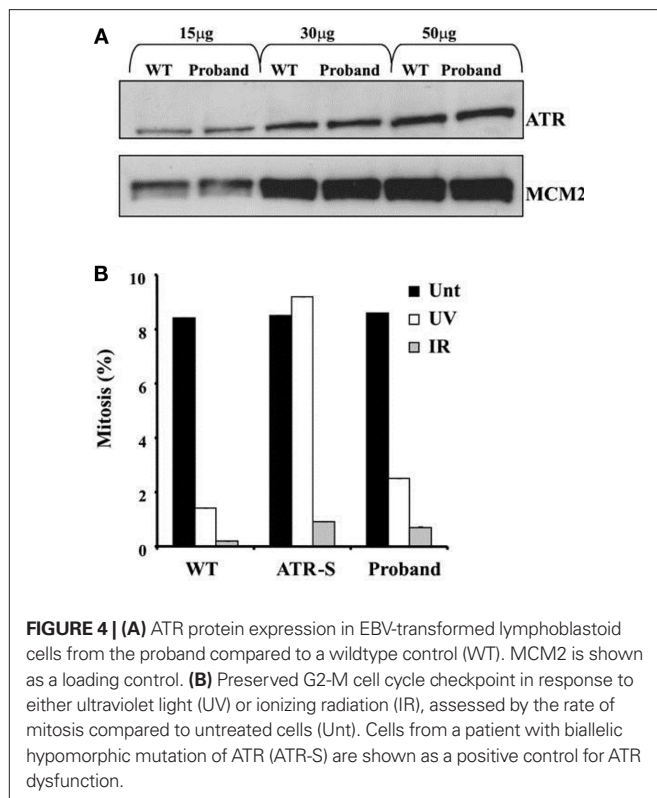 A
15µg 30µg 50µg
WT Proband WT Proband WT Proband
ATR
MCM2
B
10
8
6
4
2
0
Mitosis (%)
Unt
UV
IR
WT ATR-S Proband
FIGURE 4 | (A) ATR protein expression in EBV-transformed lymphoblastoid
cells from the proband compared to a wildtype control (WT). MCM2 is shown
as a loading control. (B) Preserved G2-M cell cycle checkpoint in response to
either ultraviolet light (UV) or ionizing radiation (IR), assessed by the rate of
mitosis compared to untreated cells (Unt). Cells from a patient with biallelic
hypomorphic mutation of ATR (ATR-S) are shown as a positive control for ATR
dysfunction.